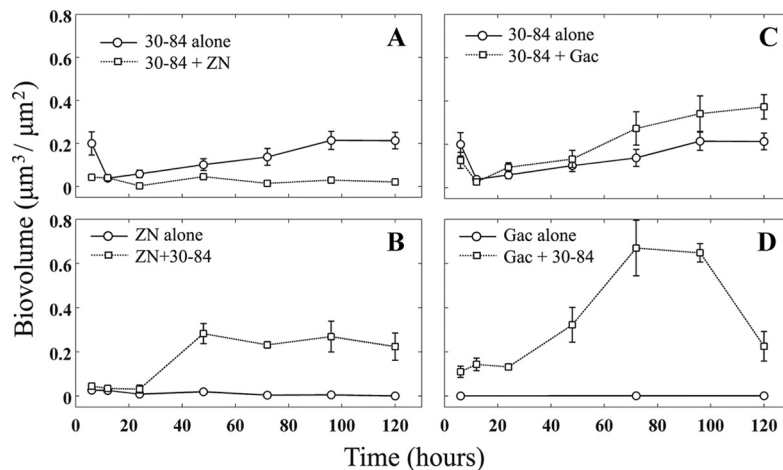 A
30-84 alone
30-84 + ZN
0.8
0.6
0.4
0.2
0
C
30-84 alone
30-84 + Gac
B
ZN alone
ZN+30-84
0.8
0.6
0.4
0.2
0
D
Gac alone
Gac + 30-84
Biovolume (µm³ / µm²)
0 20 40 60 80 100 120
0 20 40 60 80 100 120
Time (hours)